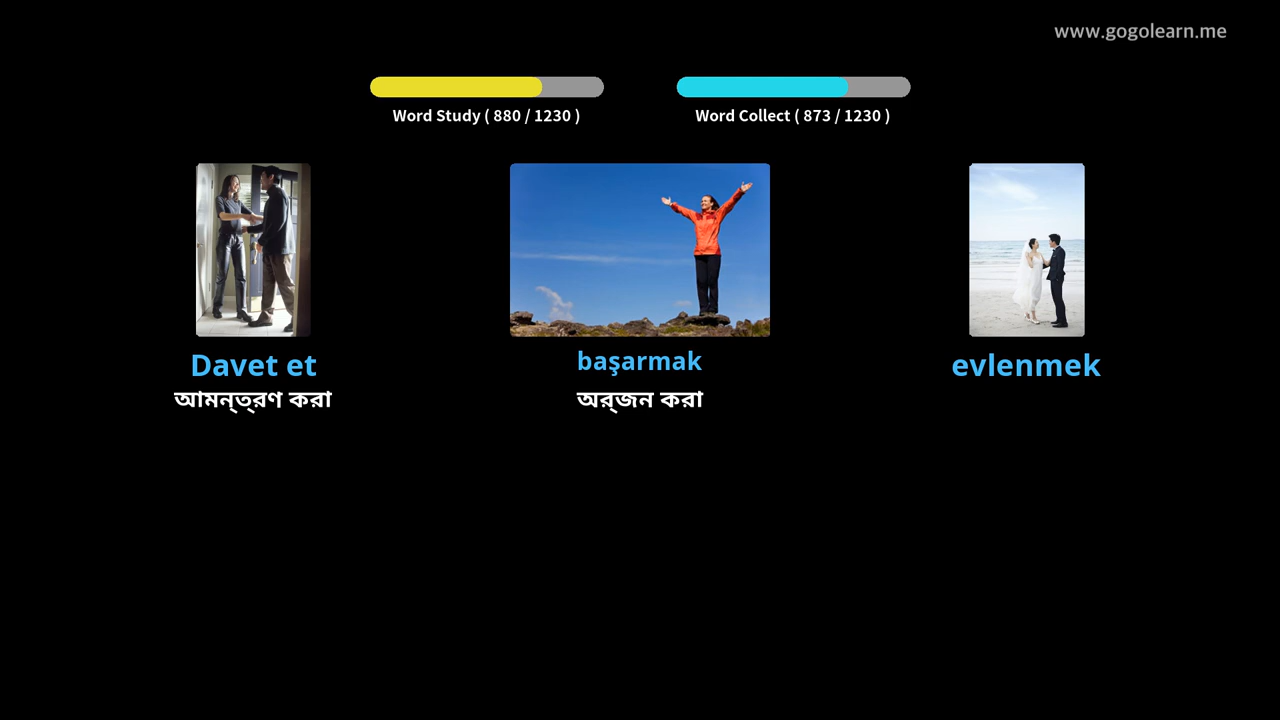 www.gogolearn.me
Word Study ( 880 / 1230 )
Word Collect ( 873 / 1230 )
Davet et
başarmak
evlenmek
আমন্ত্রণ করা
অর্জন করা